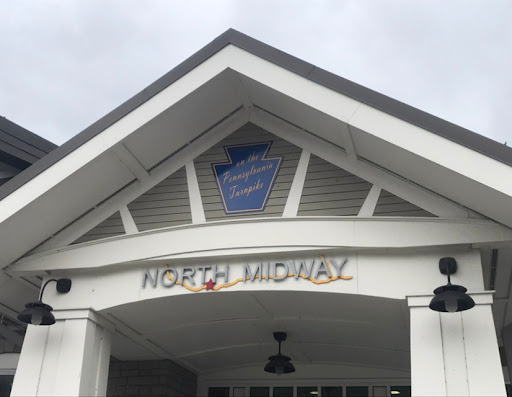 on the
Pennsylvania
Turnpike
NORTH MIDWAY